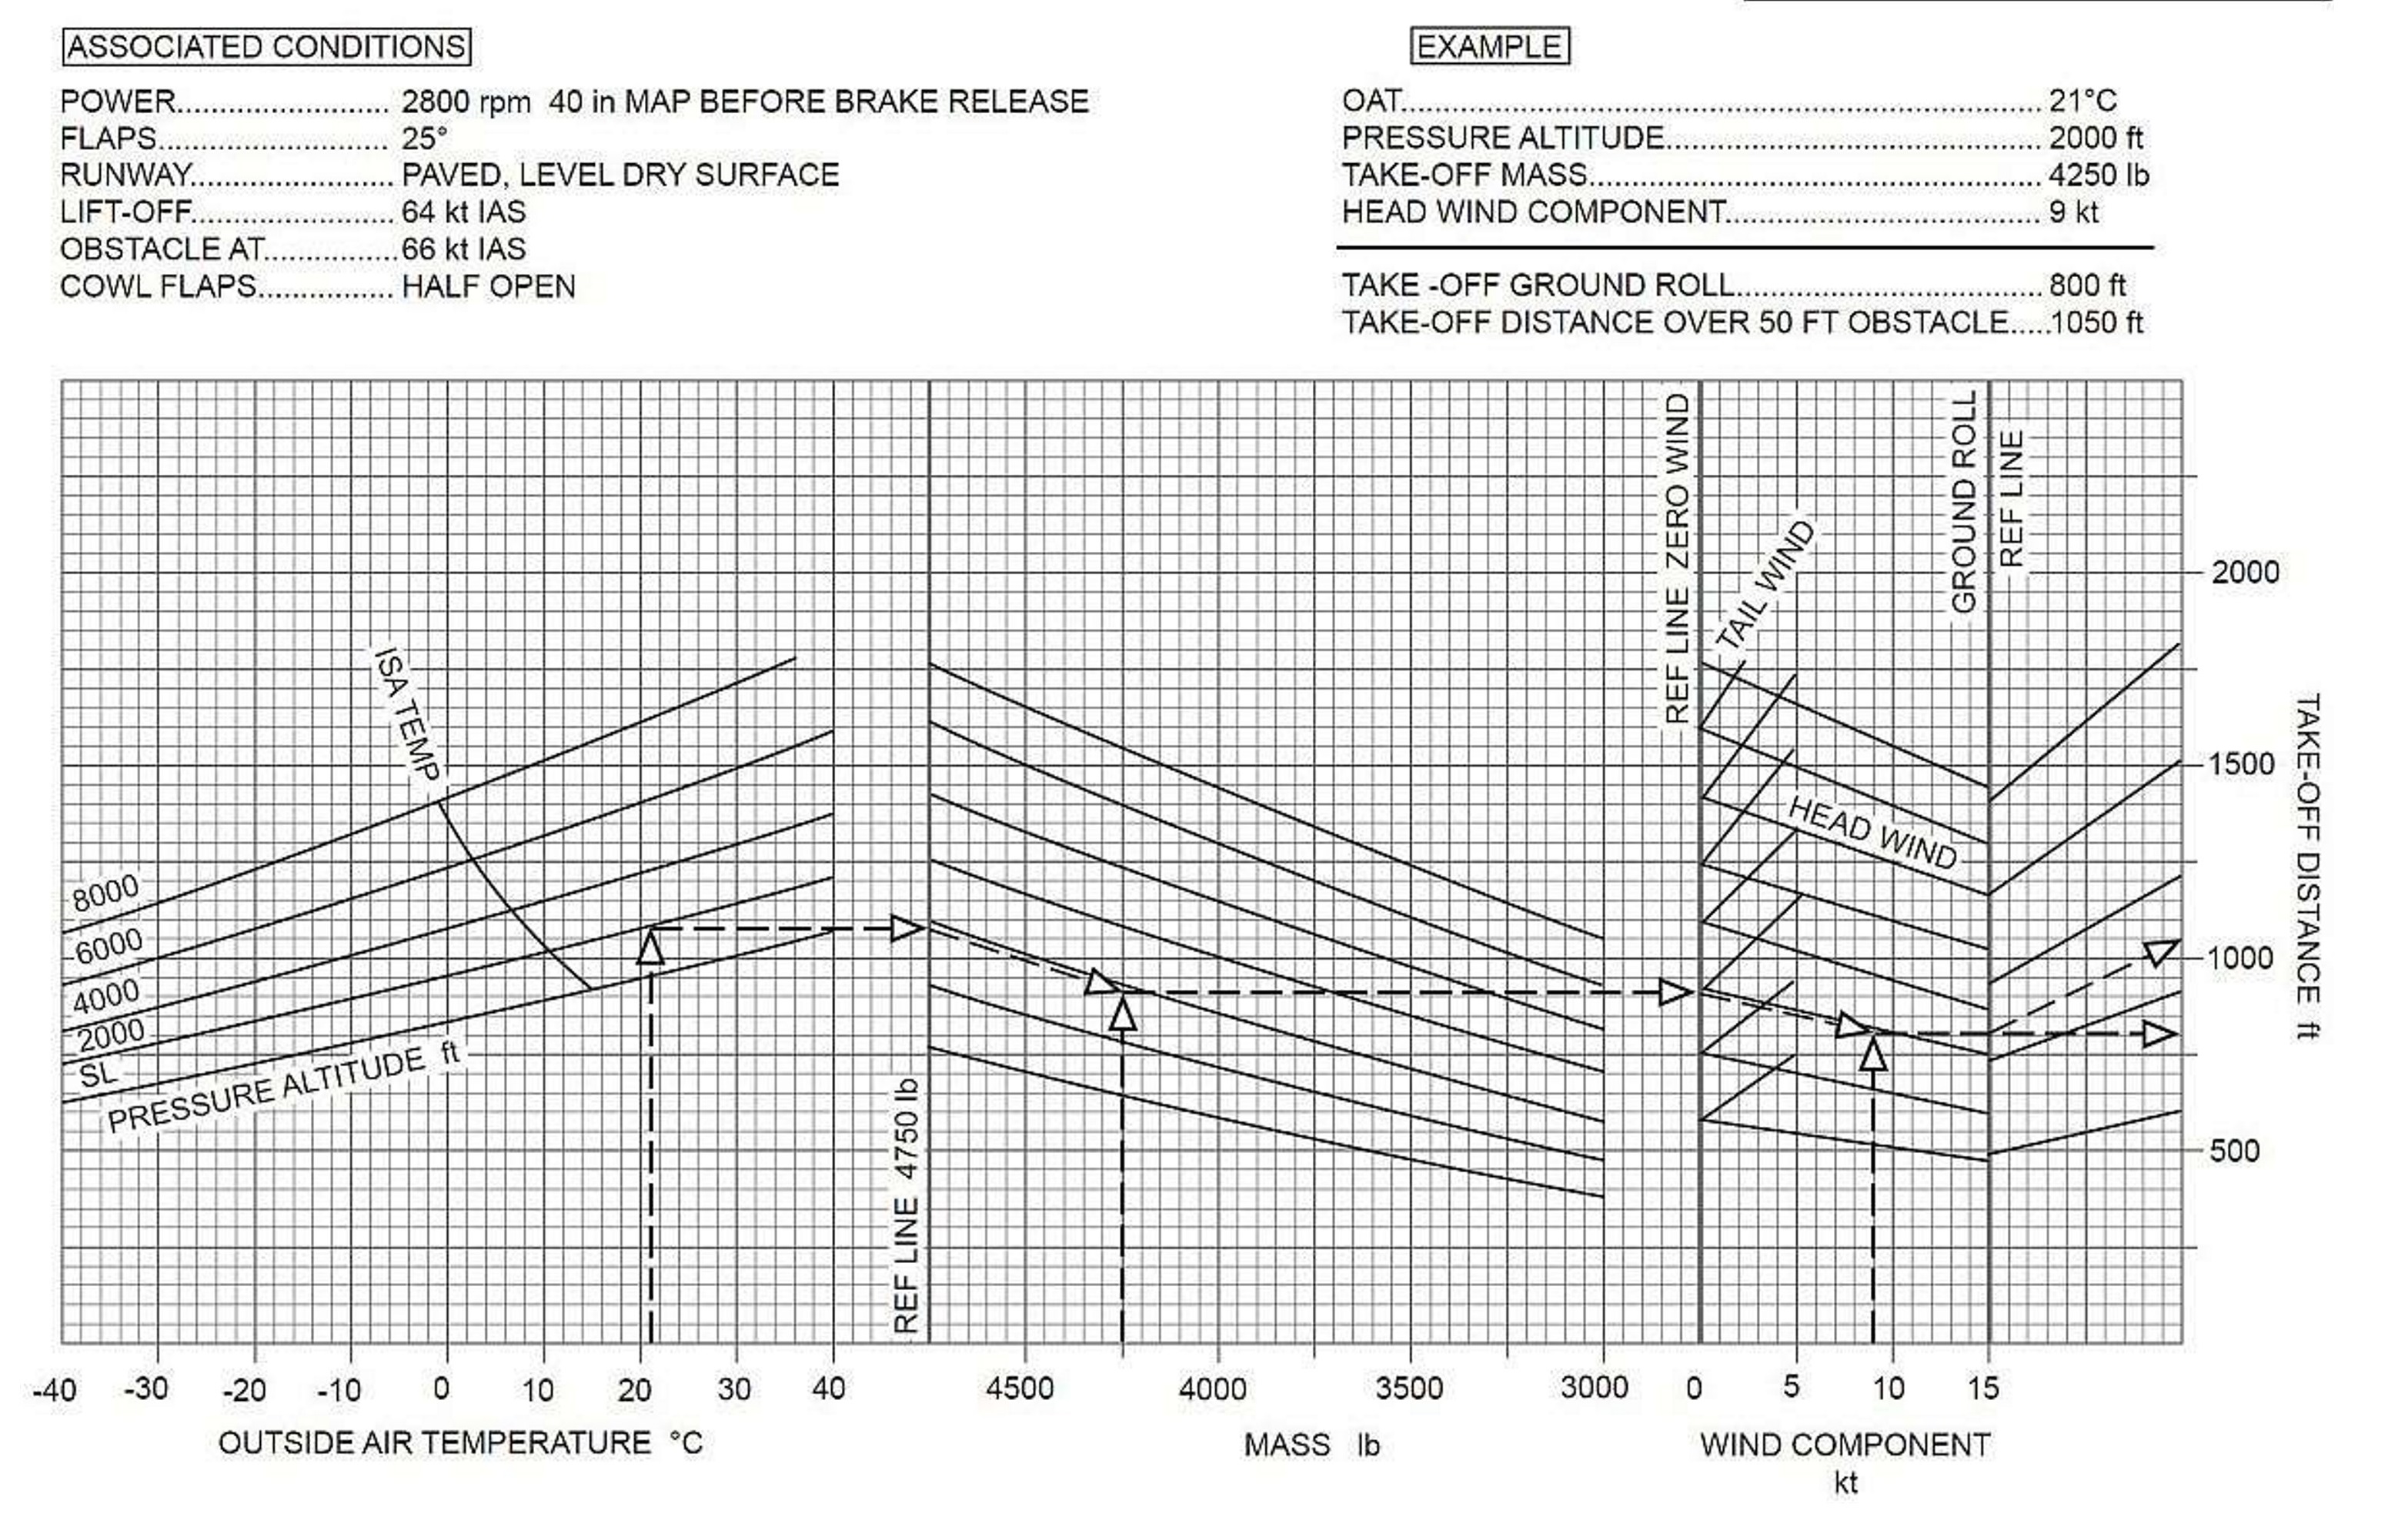 ASSOCIATED CONDITIONS
POWER......................... 2800 rpm 40 in MAP BEFORE BRAKE RELEASE
FLAPS........................... 25°
RUNWAY........................ PAVED, LEVEL DRY SURFACE
LIFT-OFF........................ 64 kt IAS
OBSTACLE AT................ 66 kt IAS
COWL FLAPS................ HALF OPEN
EXAMPLE
OAT........................................................................... 21°C
PRESSURE ALTITUDE............................................ 2000 ft
TAKE-OFF MASS..................................................... 4250 lb
HEAD WIND COMPONENT..................................... 9 kt
TAKE -OFF GROUND ROLL.................................... 800 ft
TAKE-OFF DISTANCE OVER 50 FT OBSTACLE.....1050 ft
ISA TEMP
8000
6000
4000
2000
SL
PRESSURE ALTITUDE ft
REF LINE 4750 lb
REF LINE ZERO WIND
TAIL WIND
HEAD WIND
GROUND ROLL
REF LINE
2000
1500
1000
500
TAKE-OFF DISTANCE ft
-40 -30 -20 -10 0 10 20 30 40 4500 4000 3500 3000 0 5 10 15
OUTSIDE AIR TEMPERATURE °C MASS lb WIND COMPONENT
kt